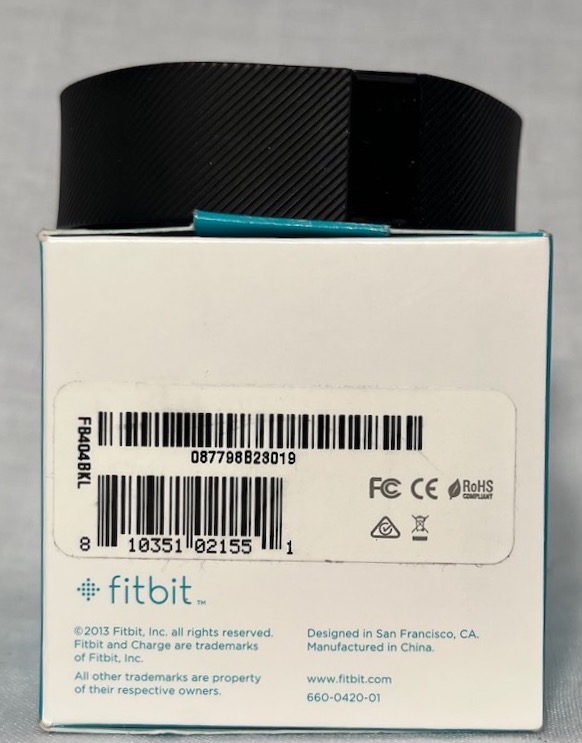 FB404BKL
087798B28019
8 10351 02155 1
FC CE RoHS
COMPLIANT
fitbit™
©2013 Fitbit, Inc. all rights reserved.
Fitbit and Charge are trademarks
of Fitbit, Inc.
All other trademarks are property
of their respective owners.
Designed in San Francisco, CA.
Manufactured in China.
www.fitbit.com
660-0420-01